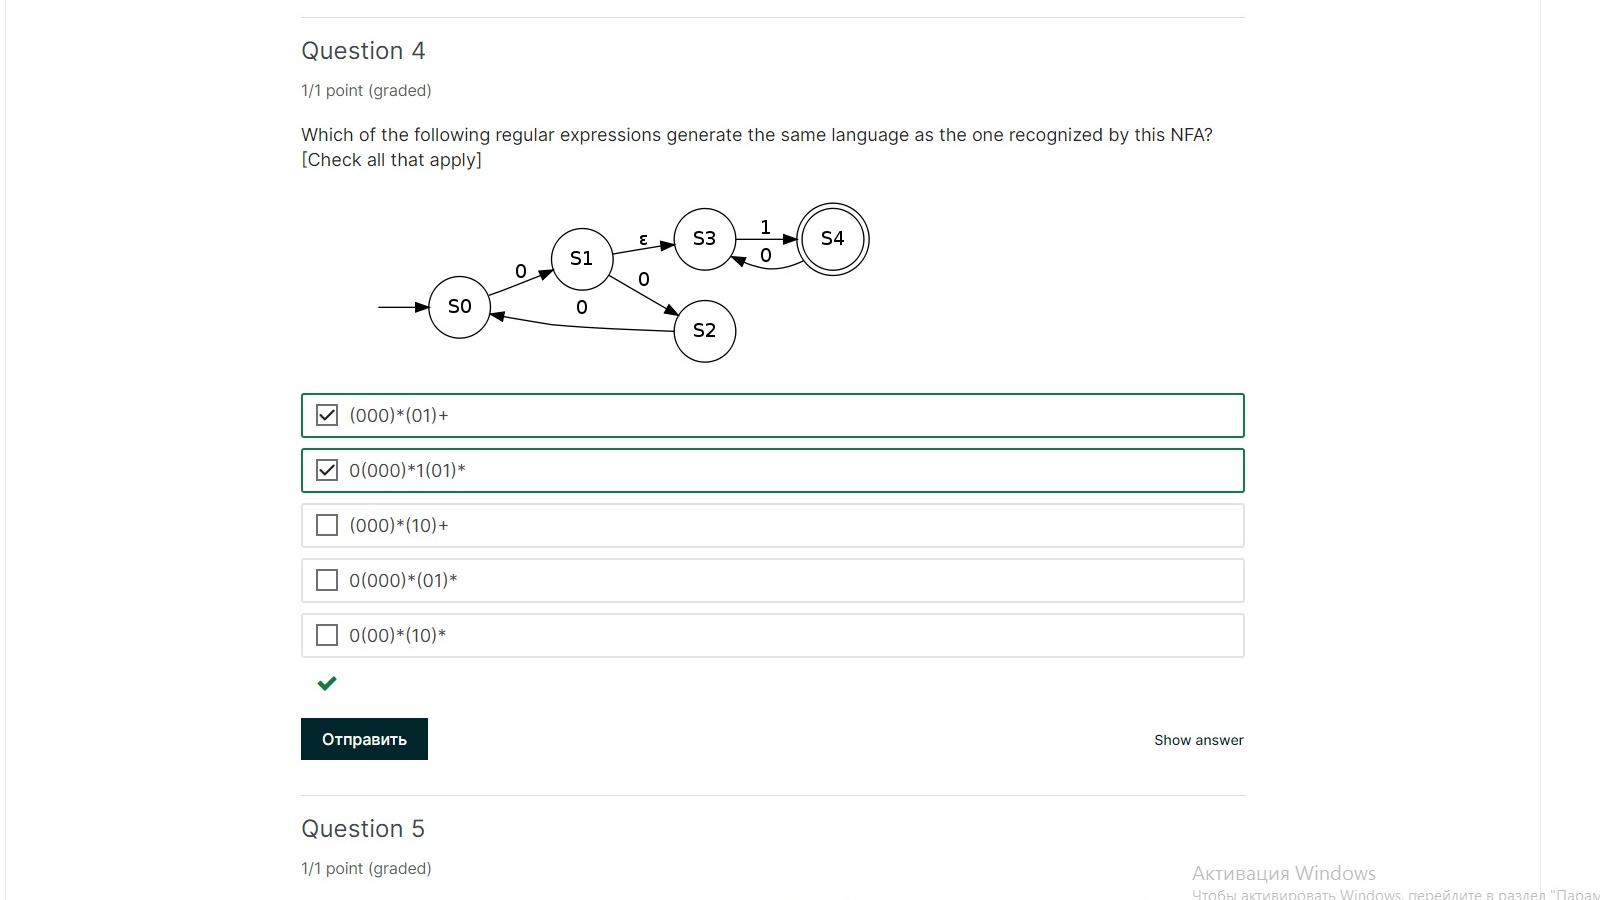 Question 4
1/1 point (graded)
Which of the following regular expressions generate the same language as the one recognized by this NFA?
[Check all that apply]
S0
0
S1
ε
0
0
S3
1
0
S4
S2
(000)*(01)+
0(000)*1(01)*
(000)*(10)+
0(000)*(01)*
0(00)*(10)*
Отправить
Show answer
Question 5
1/1 point (graded)
Активация Windows
Чтобы активировать Windows, перейдите в раздел "Парам